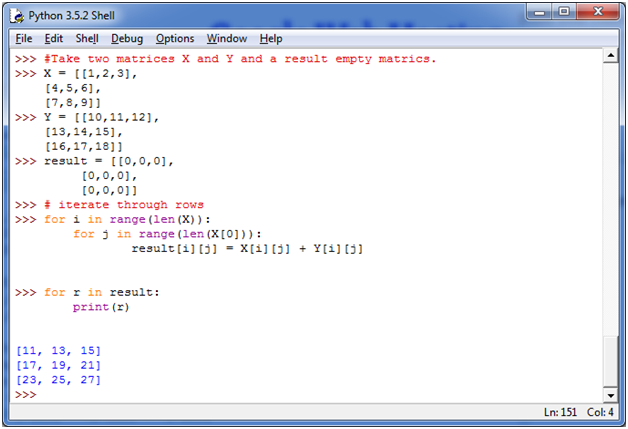 Python 3.5.2 Shell
File Edit Shell Debug Options Window Help
>>> #Take two matrices X and Y and a result empty matrics.
>>> X = [[1,2,3],
    [4,5,6],
    [7,8,9]]
>>> Y = [[10,11,12],
    [13,14,15],
    [16,17,18]]
>>> result = [[0,0,0],
         [0,0,0],
         [0,0,0]]
>>> # iterate through rows
>>> for i in range(len(X)):
        for j in range(len(X[0])):
                result[i][j] = X[i][j] + Y[i][j]
>>> for r in result:
        print(r)
[11, 13, 15]
[17, 19, 21]
[23, 25, 27]
>>>
Ln: 151 Col: 4